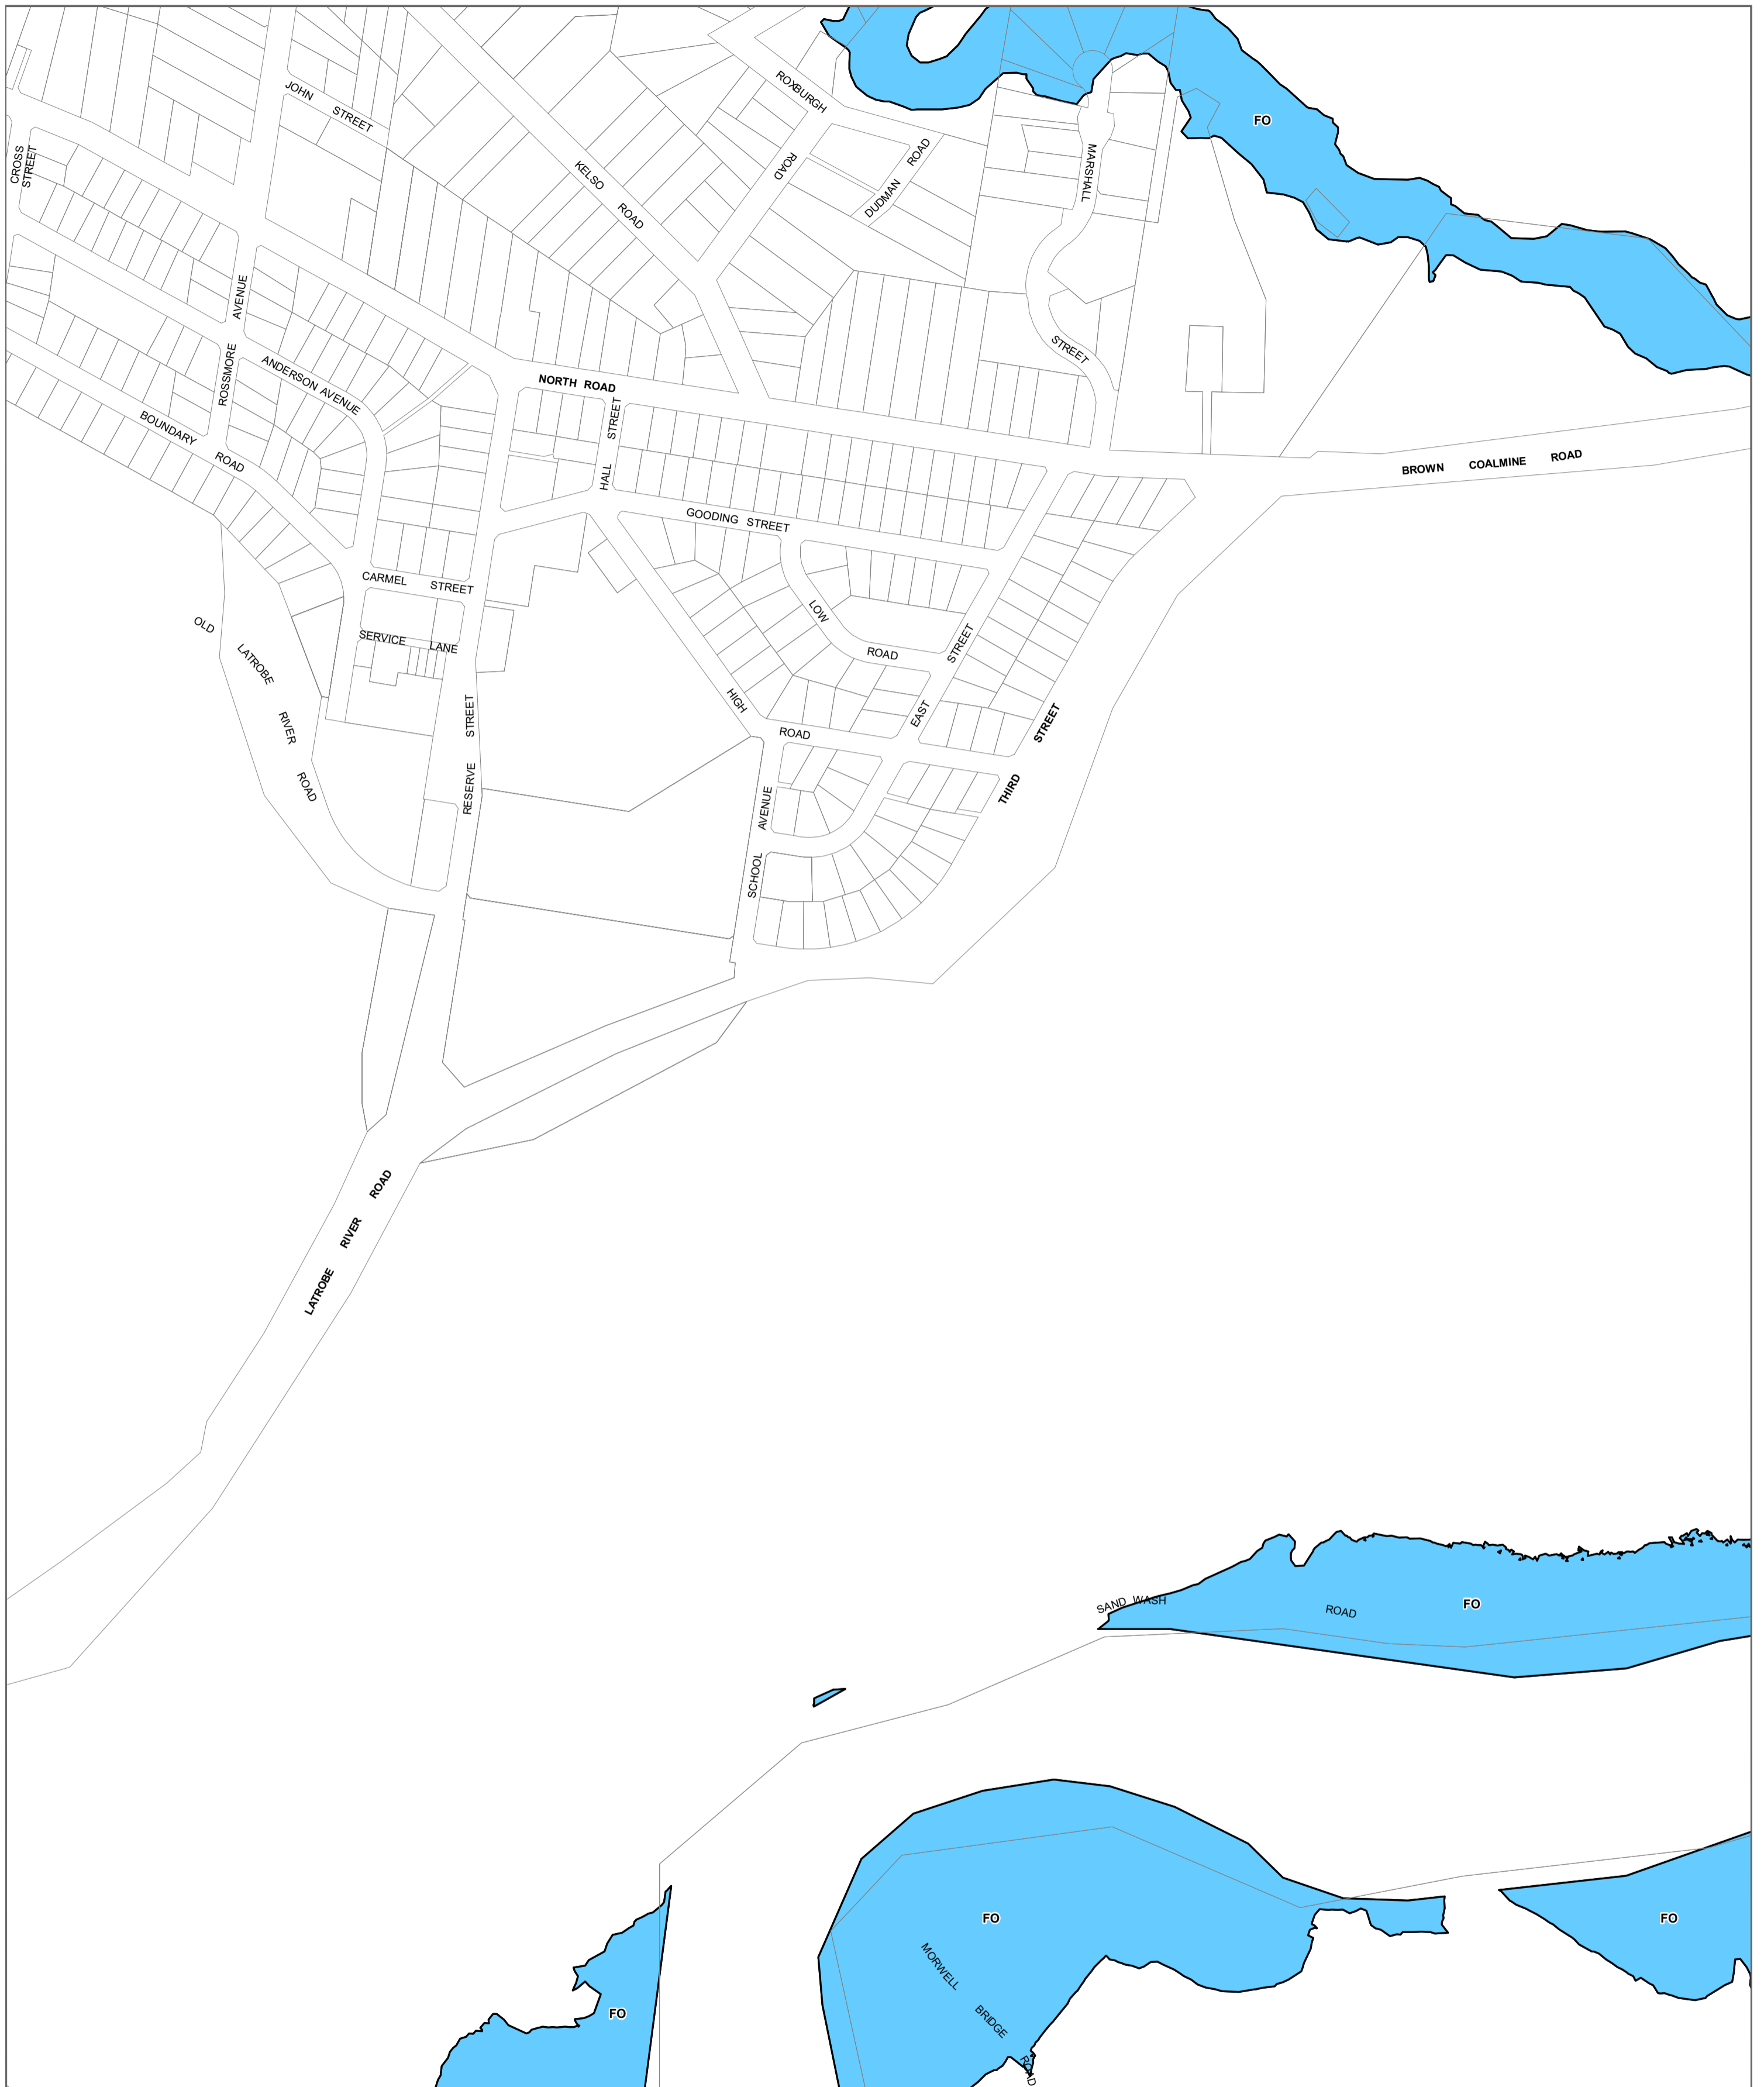 FO
ROXBURGH
ROAD
JOHN STREET
CROSS STREET
KELSO ROAD
DUDMAN ROAD
MARSHALL STREET
ROSSMORE AVENUE
ANDERSON AVENUE
NORTH ROAD
HALL STREET
BOUNDARY ROAD
BROWN COALMINE ROAD
GOODING STREET
CARMEL STREET
LOW ROAD
SERVICE LANE
OLD LATROBE RIVER ROAD
EAST STREET
HIGH ROAD
RESERVE STREET
THIRD STREET
SCHOOL AVENUE
LATROBE RIVER ROAD
SAND WASH ROAD
FO
FO
FO
MORWELL BRIDGE ROAD
FO